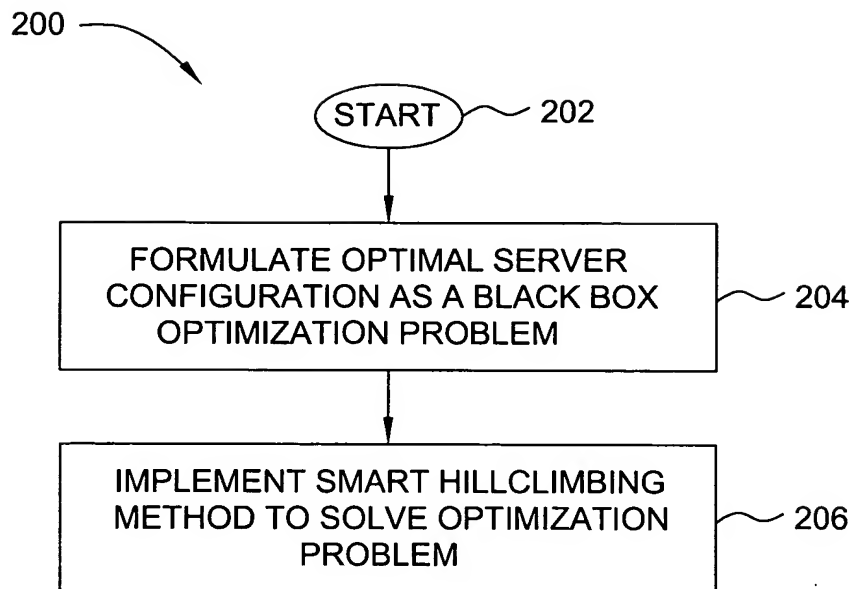 200
START
202
FORMULATE OPTIMAL SERVER
CONFIGURATION AS A BLACK BOX
OPTIMIZATION PROBLEM
204
IMPLEMENT SMART HILLCLIMBING
METHOD TO SOLVE OPTIMIZATION
PROBLEM
206